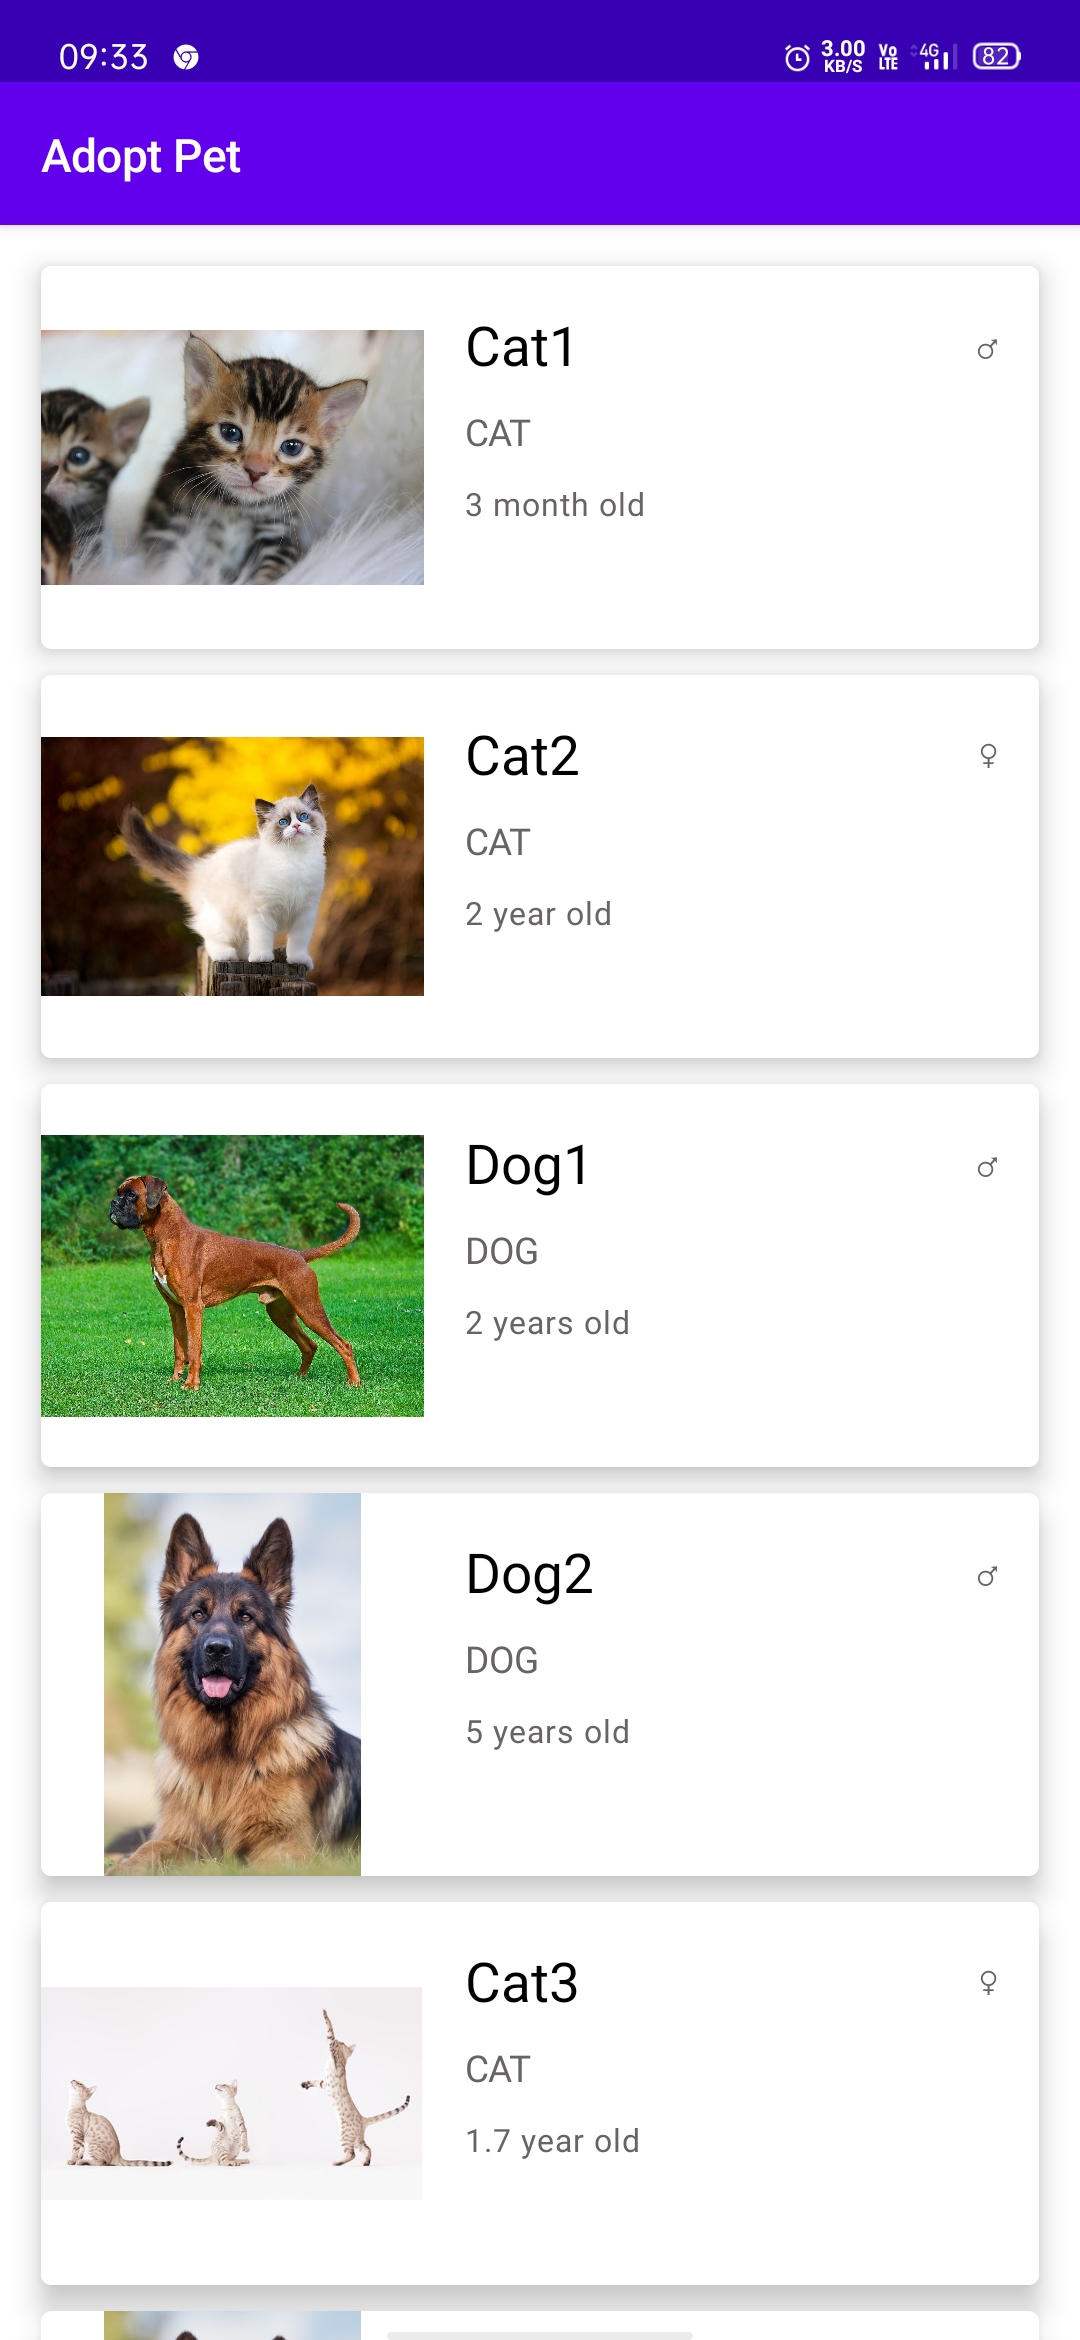 09:33 3.00 KB/S Vo LTE 4G 82
Adopt Pet
Cat1 ♂
CAT
3 month old
Cat2 ♀
CAT
2 year old
Dog1 ♂
DOG
2 years old
Dog2 ♂
DOG
5 years old
Cat3 ♀
CAT
1.7 year old